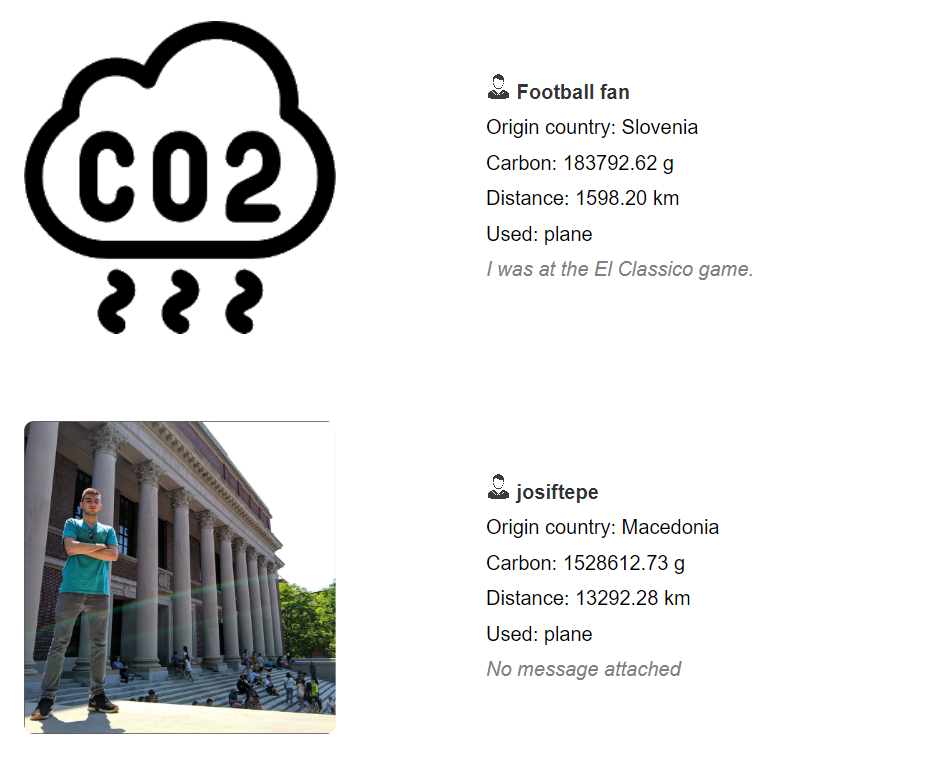 CO2
Football fan
Origin country: Slovenia
Carbon: 183792.62 g
Distance: 1598.20 km
Used: plane
I was at the El Classico game.
josiftepe
Origin country: Macedonia
Carbon: 1528612.73 g
Distance: 13292.28 km
Used: plane
No message attached